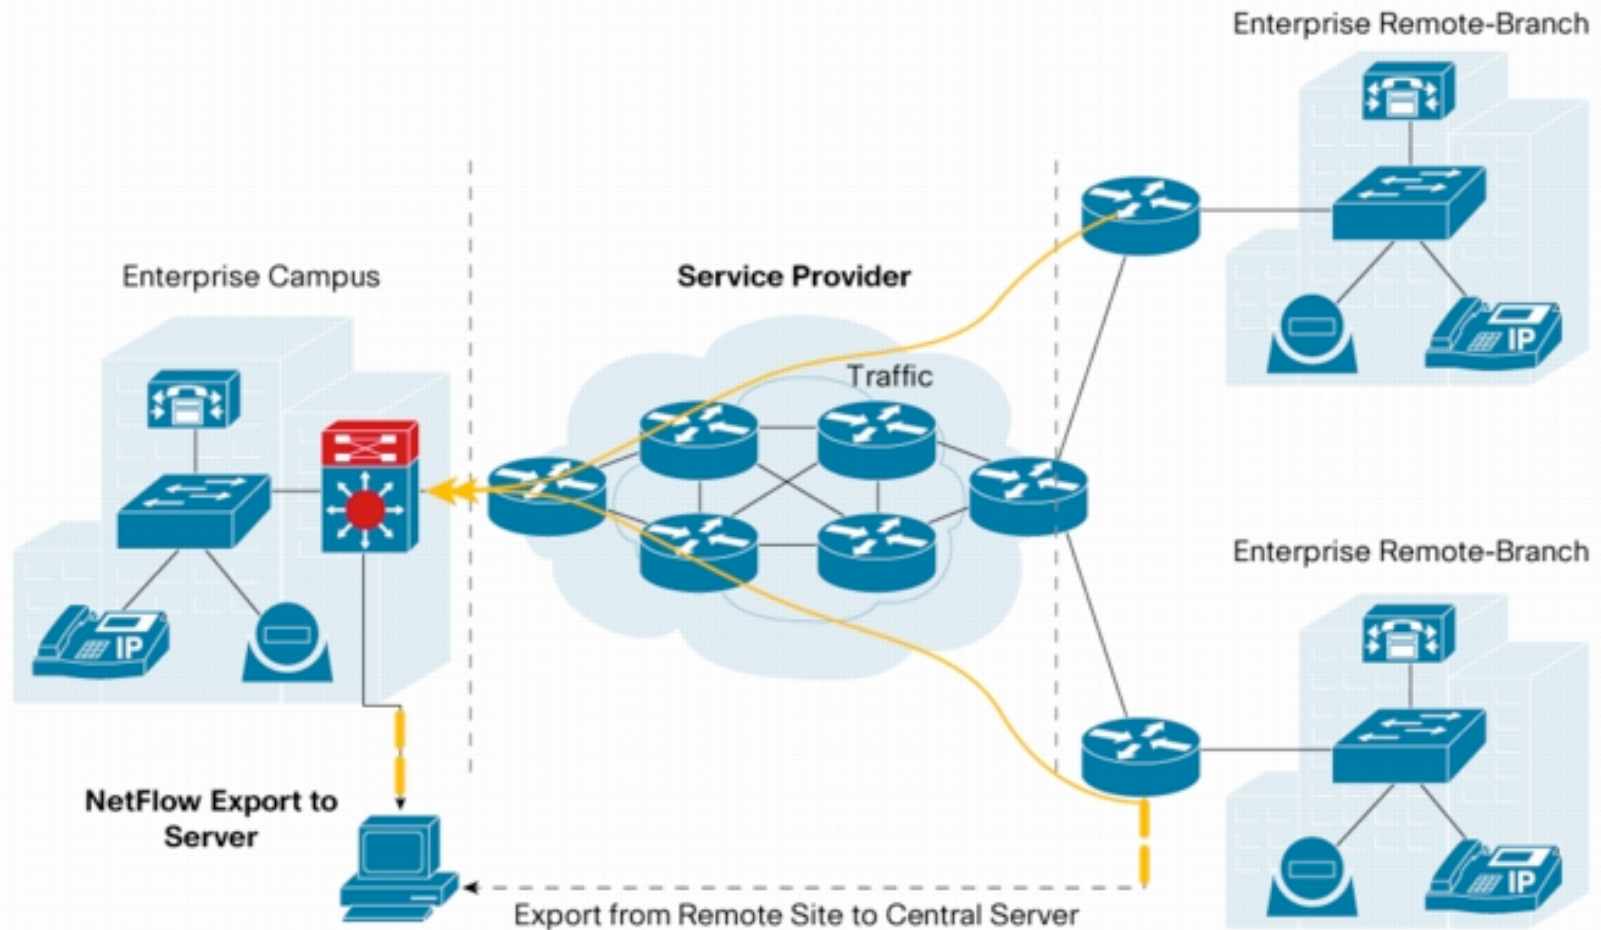 Enterprise Remote-Branch
Enterprise Campus
Service Provider
Traffic
IP
IP
Enterprise Remote-Branch
NetFlow Export to
Server
IP
Export from Remote Site to Central Server